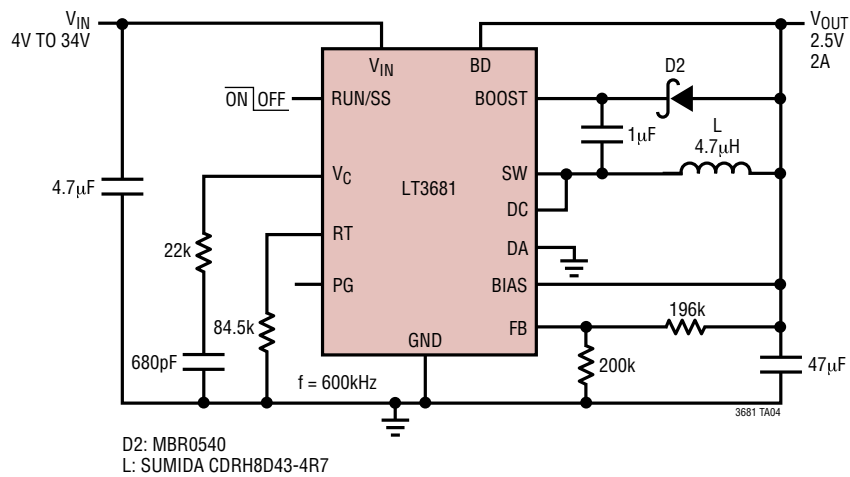 VIN
4V TO 34V
VOUT
2.5V
2A
VIN
BD
D2
ON OFF
RUN/SS
BOOST
1µF
L
4.7µH
4.7µF
VC
LT3681
SW
DC
22k
RT
DA
PG
BIAS
84.5k
196k
FB
680pF
GND
200k
47µF
f = 600kHz
3681 TA04
D2: MBR0540
L: SUMIDA CDRH8D43-4R7